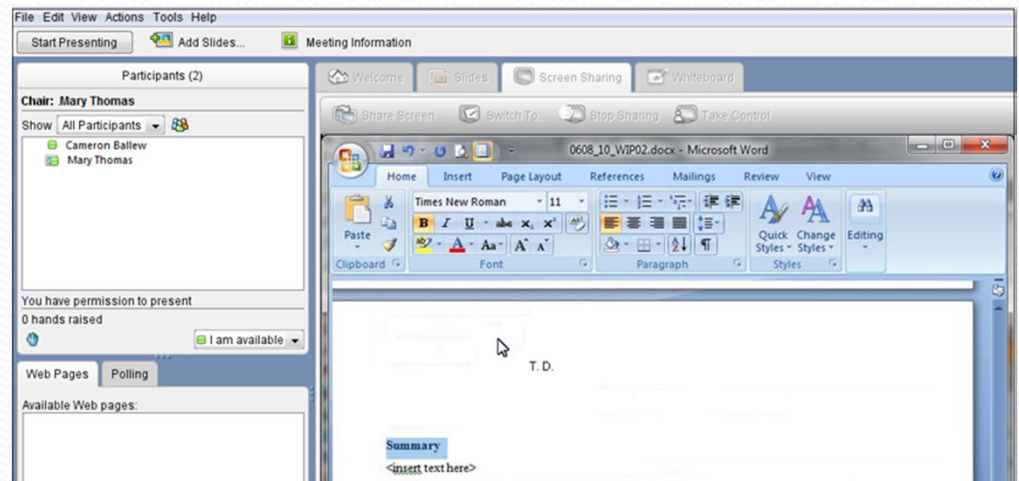 File Edit View Actions Tools Help
Start Presenting Add Slides... Meeting Information
Participants (2)
Chair: Mary Thomas
Show All Participants
Cameron Ballew
Mary Thomas
You have permission to present
0 hands raised
I am available
Web Pages Polling
Available Web pages:
Welcome Slides Screen Sharing Whiteboard
Share Screen... Switch To... Stop Sharing Take Control
0608_10_WIP02.docx - Microsoft Word
Home Insert Page Layout References Mailings Review View
Times New Roman 11
Paste
Quick Styles Change Styles Editing
Clipboard Font Paragraph Styles
T. D.
Summary
<insert text here>